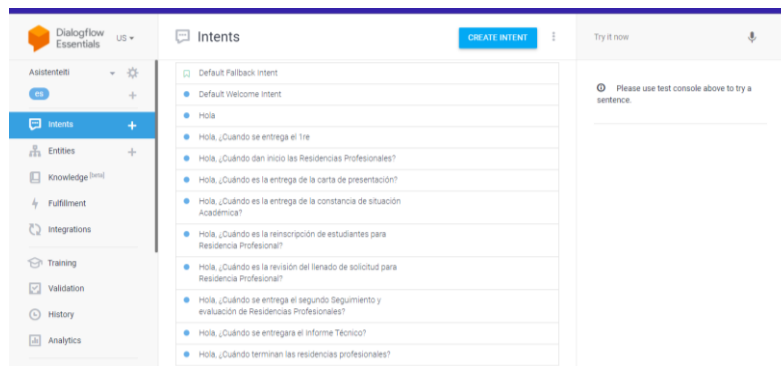 Dialogflow
Essentials
US
Intents
CREATE INTENT
Try it now
Asistenteiti
es
Intents
Entities
Knowledge [beta]
Fulfillment
Integrations
Training
Validation
History
Analytics
Default Fallback Intent
Default Welcome Intent
Hola
Hola, ¿Cuando se entrega el 1re
Hola, ¿Cuándo dan inicio las Residencias Profesionales?
Hola, ¿Cuándo es la entrega de la carta de presentación?
Hola, ¿Cuándo es la entrega de la constancia de situación
Académica?
Hola, ¿Cuándo es la reinscripción de estudiantes para
Residencia Profesional?
Hola, ¿Cuándo es la revisión del llenado de solicitud para
Residencia Profesional?
Hola, ¿Cuándo se entrega el segundo Seguimiento y
evaluación de Residencias Profesionales?
Hola, ¿Cuándo se entregara el Informe Técnico?
Hola, ¿Cuándo terminan las residencias profesionales?
Please use test console above to try a
sentence.